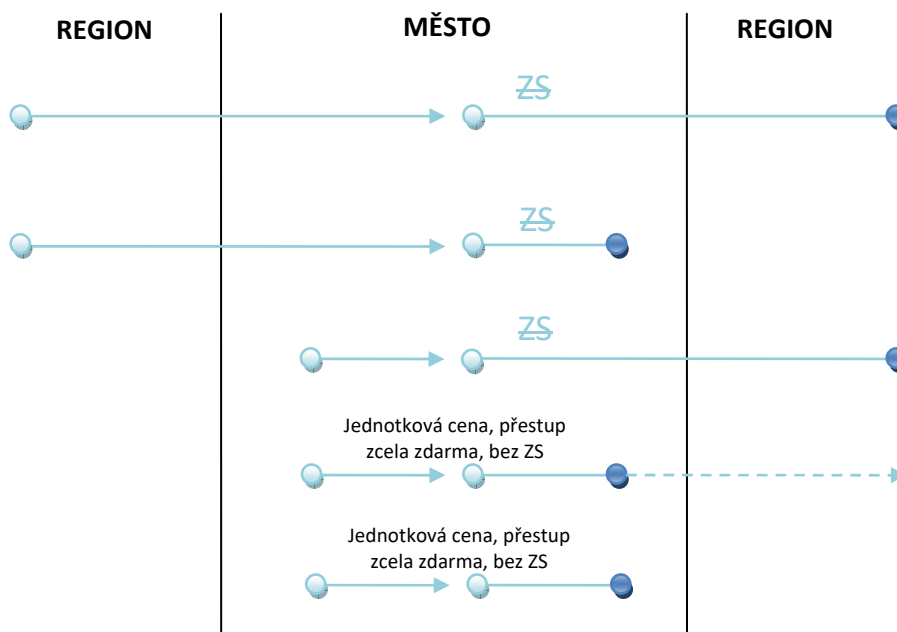 REGION
MĚSTO
REGION
ZS
ZS
ZS
Jednotková cena, přestup
zcela zdarma, bez ZS
Jednotková cena, přestup
zcela zdarma, bez ZS